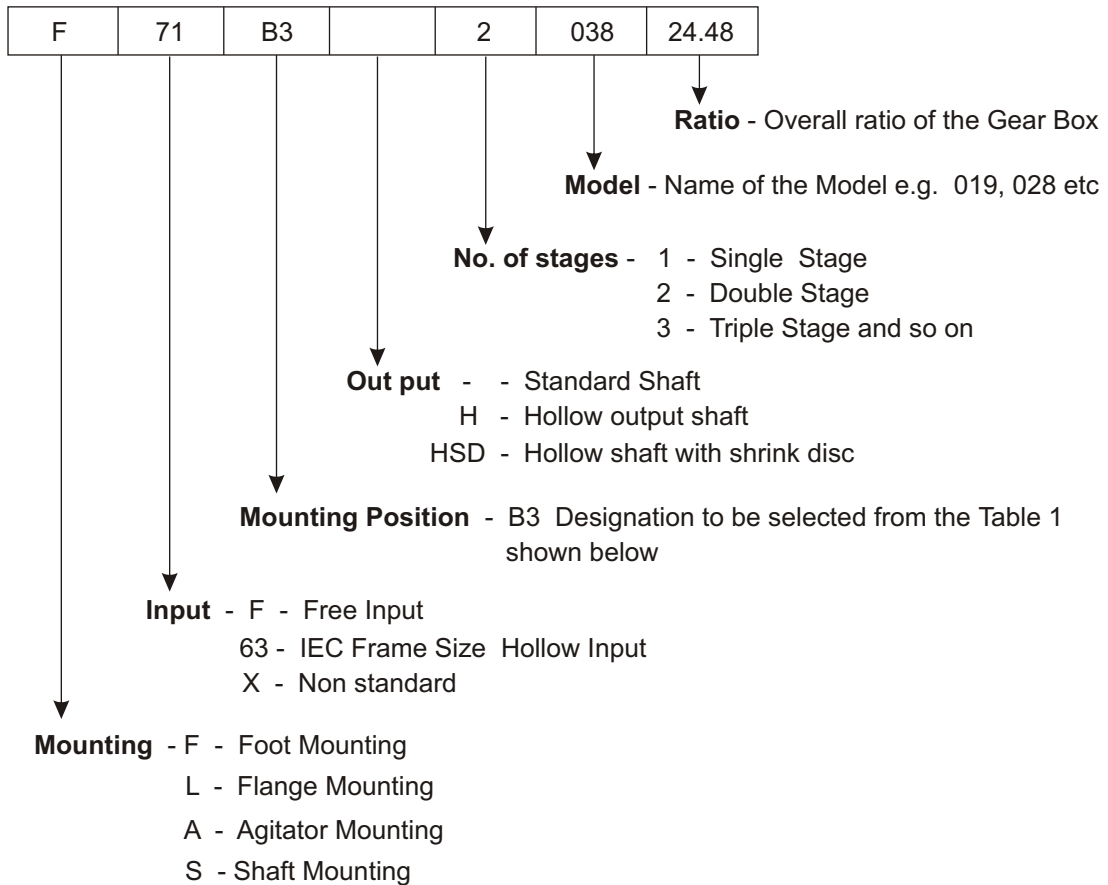 F 71 B3 2 038 24.48
Ratio - Overall ratio of the Gear Box
Model - Name of the Model e.g. 019, 028 etc
No. of stages - 1 - Single Stage
2 - Double Stage
3 - Triple Stage and so on
Out put - - Standard Shaft
H - Hollow output shaft
HSD - Hollow shaft with shrink disc
Mounting Position - B3 Designation to be selected from the Table 1
shown below
Input - F - Free Input
63 - IEC Frame Size Hollow Input
X - Non standard
Mounting - F - Foot Mounting
L - Flange Mounting
A - Agitator Mounting
S - Shaft Mounting